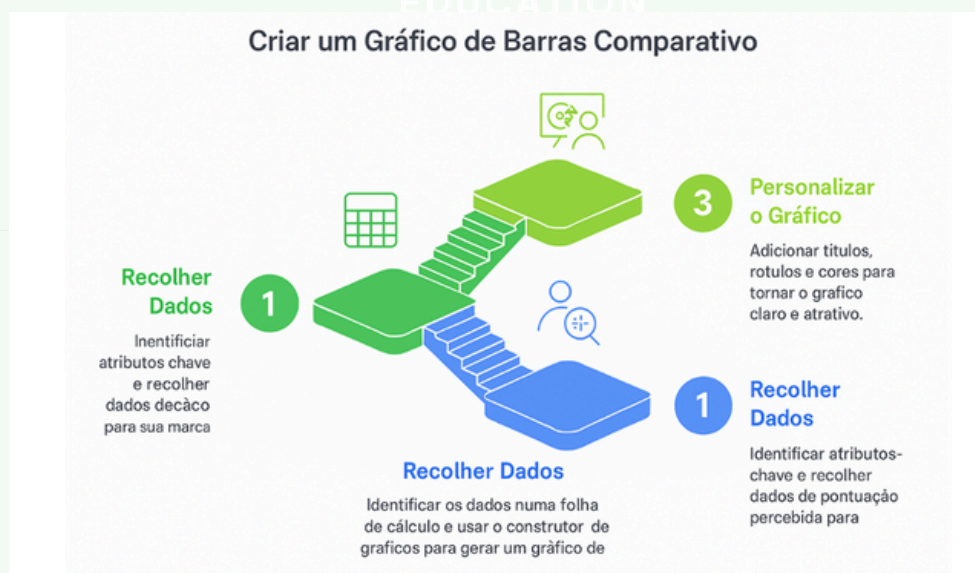 EDUCATION
Criar um Gráfico de Barras Comparativo
3
Personalizar
o Gráfico
Adicionar titulos,
rotulos e cores para
tornar o grafico
claro e atrativo.
Recolher
Dados
1
Inentificiar
atributos chave
e recolher
dados decàco
para sua marca
1
Recolher
Dados
Identificar atributos-
chave e recolher
dados de pontuação
percebida para
Recolher Dados
Identificar os dados numa folha
de cálculo e usar o construtor de
graficos para gerar um gràfico de